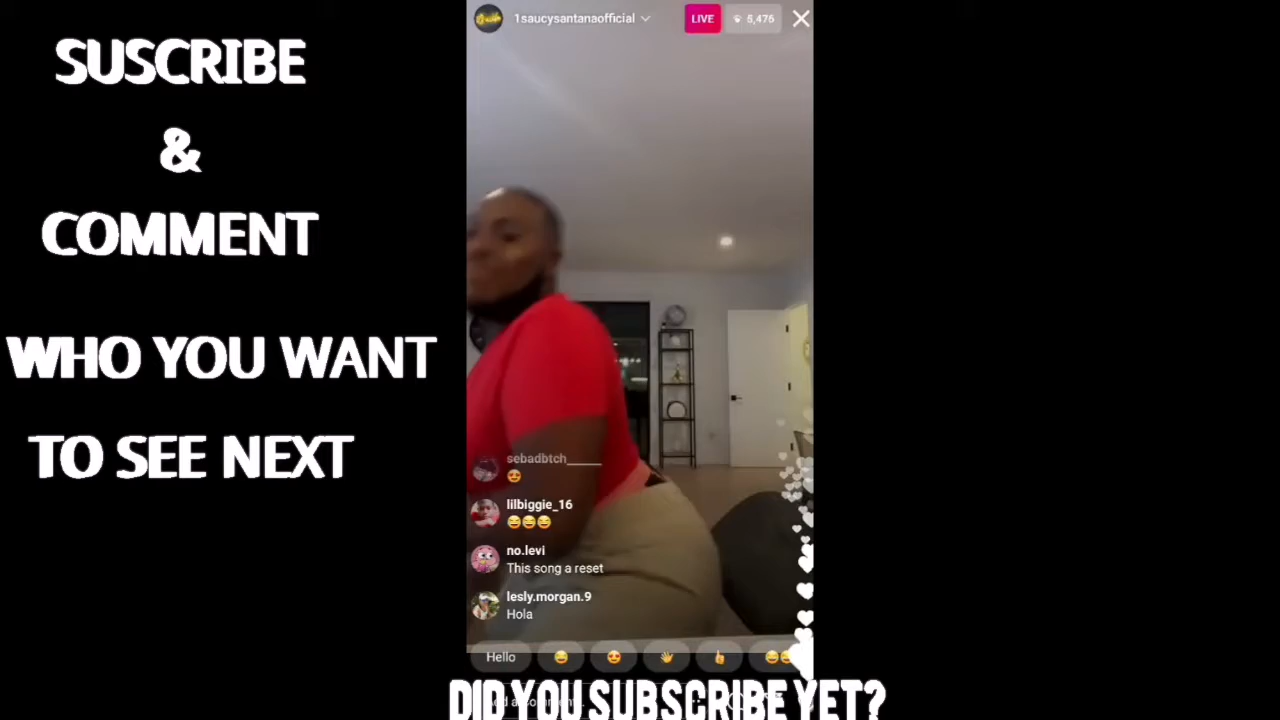 SUSCRIBE
&
COMMENT
WHO YOU WANT
TO SEE NEXT
1saucysantanaofficial
LIVE
5,476
sebadbtch_____
😍
lilbiggie_16
😂😂😂
no.levi
This song a reset
lesly.morgan.9
Hola
Hello 😂 😍 👋 👍 😂😂
DID YOU SUBSCRIBE YET?